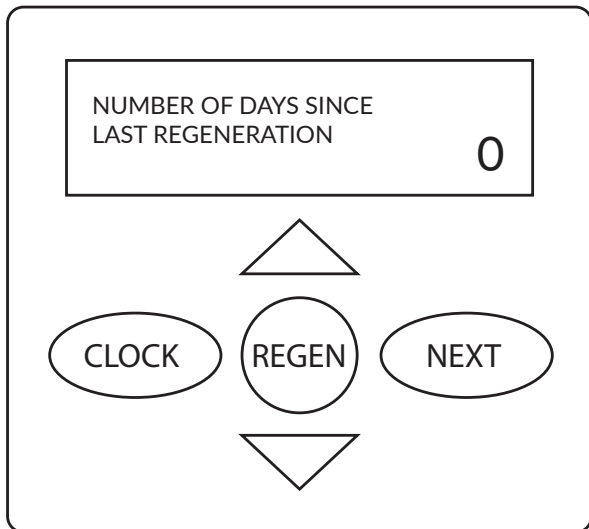 NUMBER OF DAYS SINCE
LAST REGENERATION
0
CLOCK
REGEN
NEXT